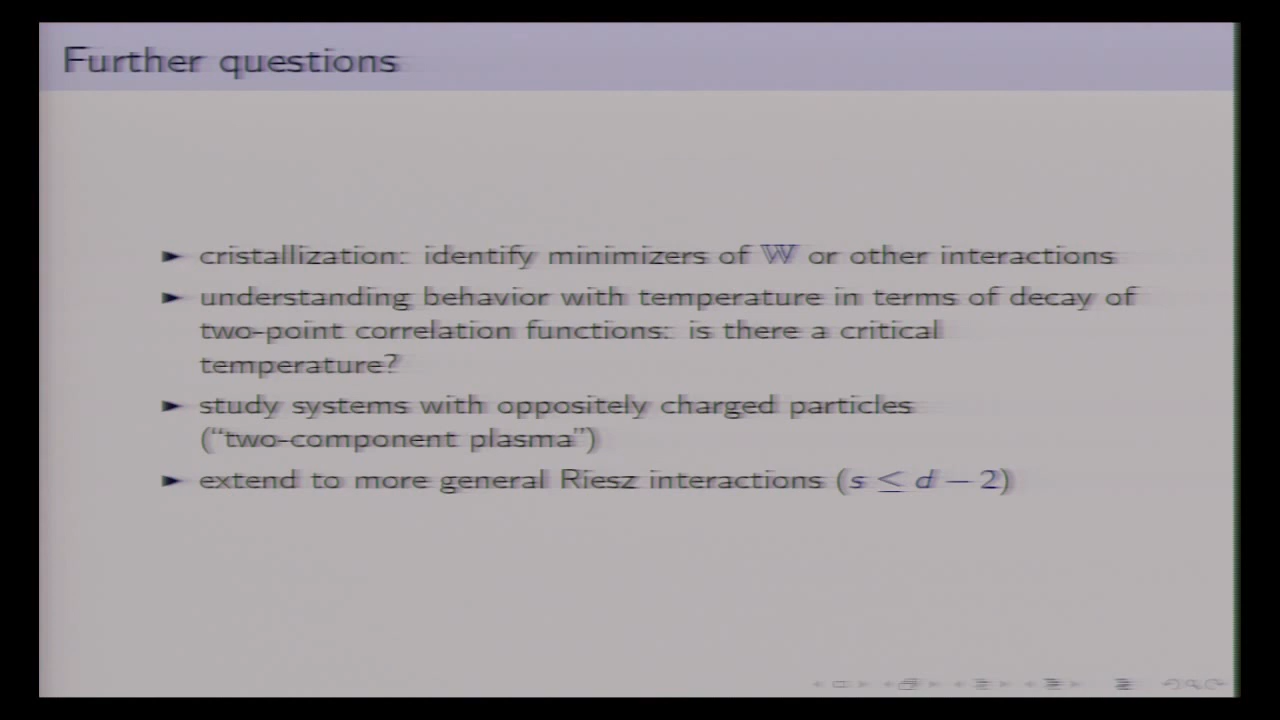 Further questions
► cristallization: identify minimizers of 𝕎 or other interactions
► understanding behavior with temperature in terms of decay of
two-point correlation functions: is there a critical
temperature?
► study systems with oppositely charged particles
(“two-component plasma”)
► extend to more general Riesz interactions (s ≤ d − 2)